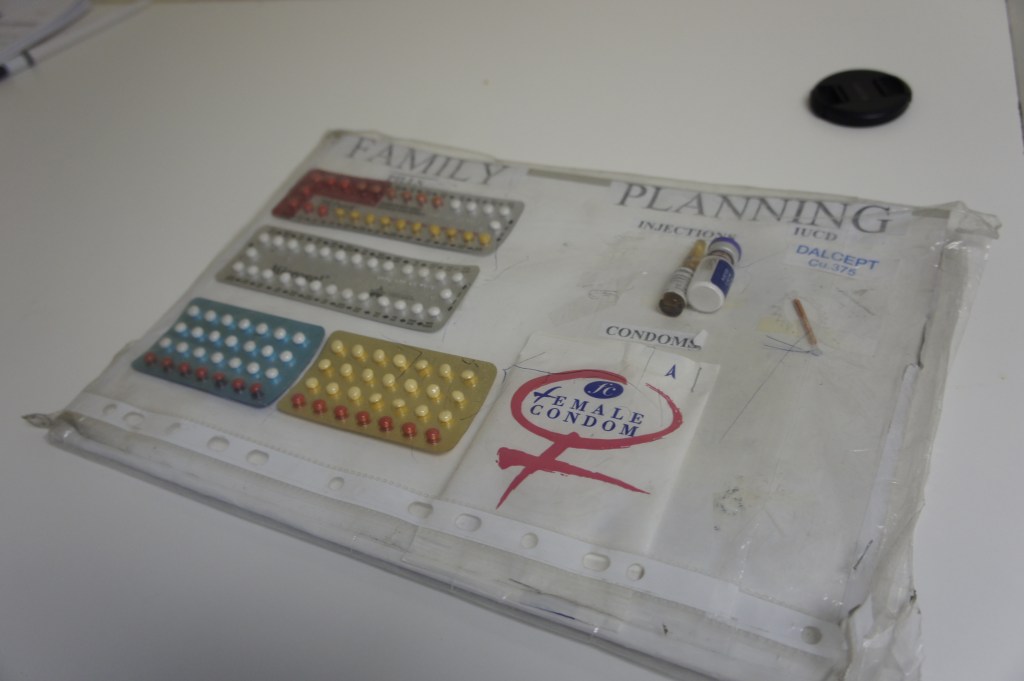 FAMILY
PLANNING
INJECTIONS
IUCD
DALCEPT
Cu.375
CONDOMS
A
fc
FEMALE
CONDOM